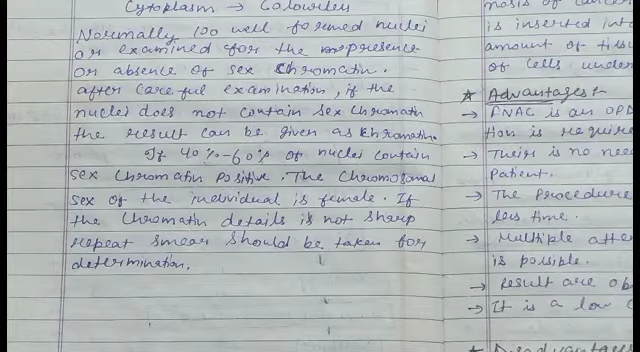 Cytoplasm → Colourless
Normally 100 well formed nuclei
are examined for the presence
or absence of sex Chromatin.
after careful examination, if the
nuclei does not contain sex chromatin
the result can be given as Chromatin.
If 40%-60% of nuclei contain
sex Chromatin Positive. The Chromosomal
sex of the individual is female. If
the Chromatin details is not sharp
repeat smear should be taken for
determination.
is inserted into
amount of tiss
of cells under
* Advantages :-
→ FNAC is an OPD
tion is require
→ Theirs is no nee
Patient.
→ The Procedure
less time.
→ Multiple atte
is possible.
→ Result are ob
→ It is a low c
* Disadvantages